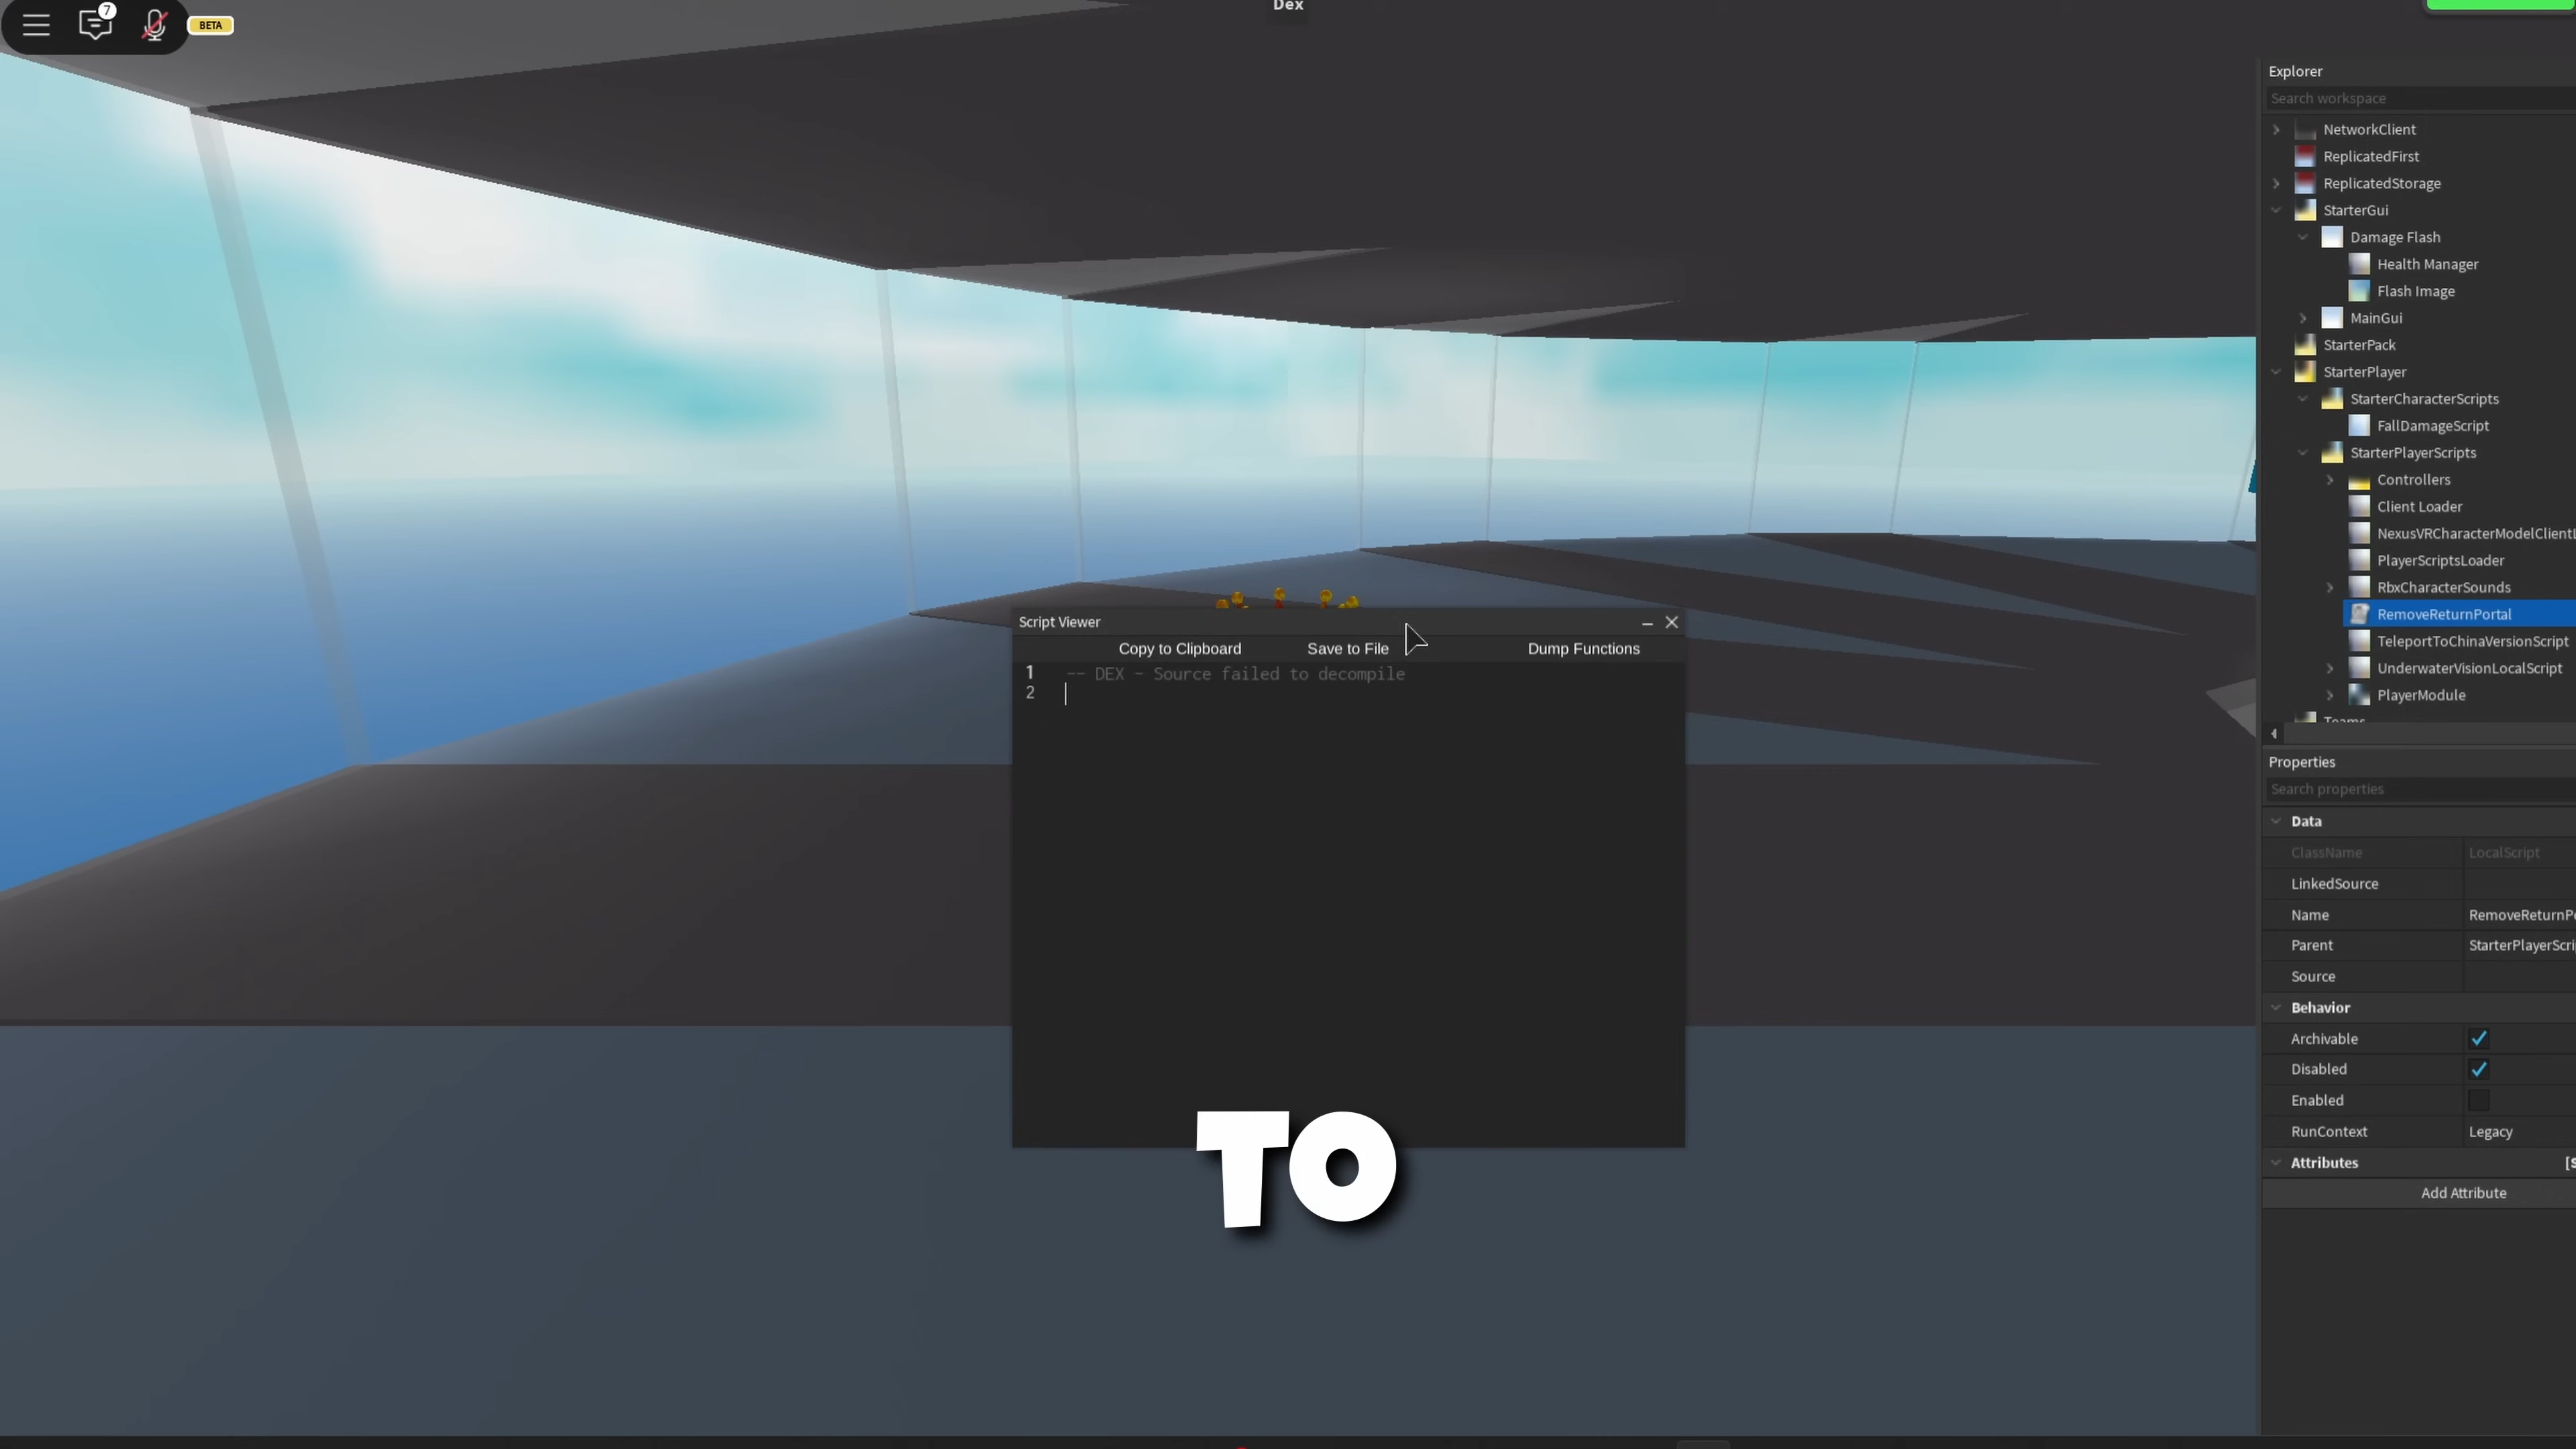 7
BETA
Dex
Explorer
Search workspace
NetworkClient
ReplicatedFirst
ReplicatedStorage
StarterGui
Damage Flash
Health Manager
Flash Image
MainGui
StarterPack
StarterPlayer
StarterCharacterScripts
FallDamageScript
StarterPlayerScripts
Controllers
Client Loader
NexusVRCharacterModelClientL
PlayerScriptsLoader
RbxCharacterSounds
RemoveReturnPortal
TeleportToChinaVersionScript
UnderwaterVisionLocalScript
PlayerModule
Teams
Script Viewer
Copy to Clipboard Save to File Dump Functions
1 -- DEX - Source failed to decompile
2
TO
Properties
Search properties
Data
ClassName LocalScript
LinkedSource
Name RemoveReturnPo
Parent StarterPlayerScri
Source
Behavior
Archivable
Disabled
Enabled
RunContext Legacy
Attributes
Add Attribute